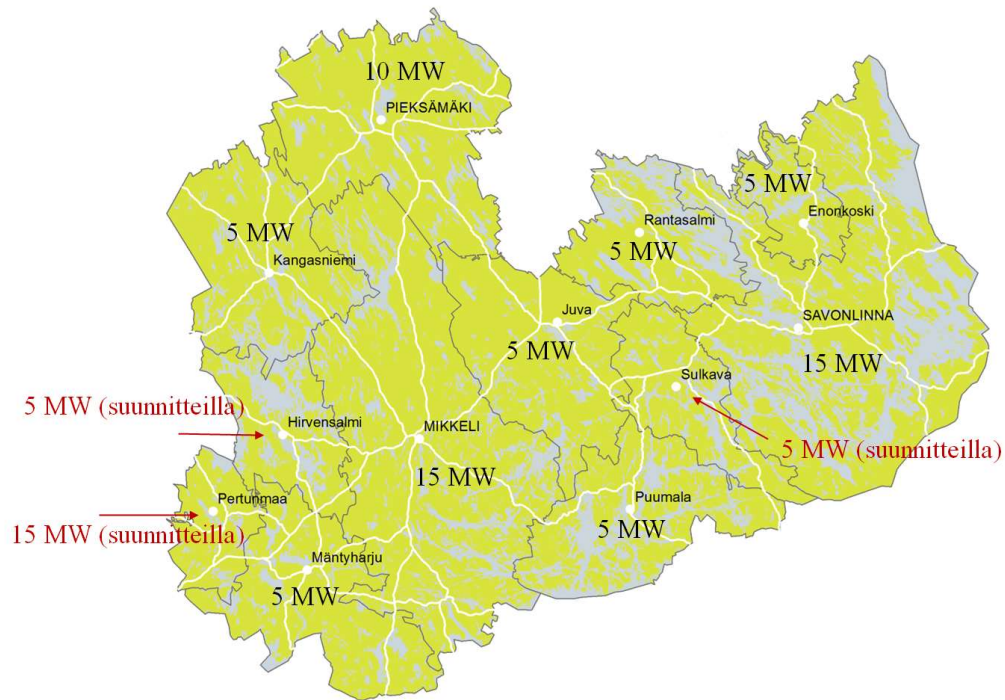 10 MW
PIEKSÄMÄKI
5 MW
Enonkoski
Rantasalmi
5 MW
5 MW
Kangasniemi
Juva
5 MW
SAVONLINNA
15 MW
Sulkava
5 MW (suunnitteilla)
Hirvensalmi
MIKKELI
5 MW (suunnitteilla)
15 MW
Pertunmaa
15 MW (suunnitteilla)
Puumala
5 MW
Mäntyharju
5 MW